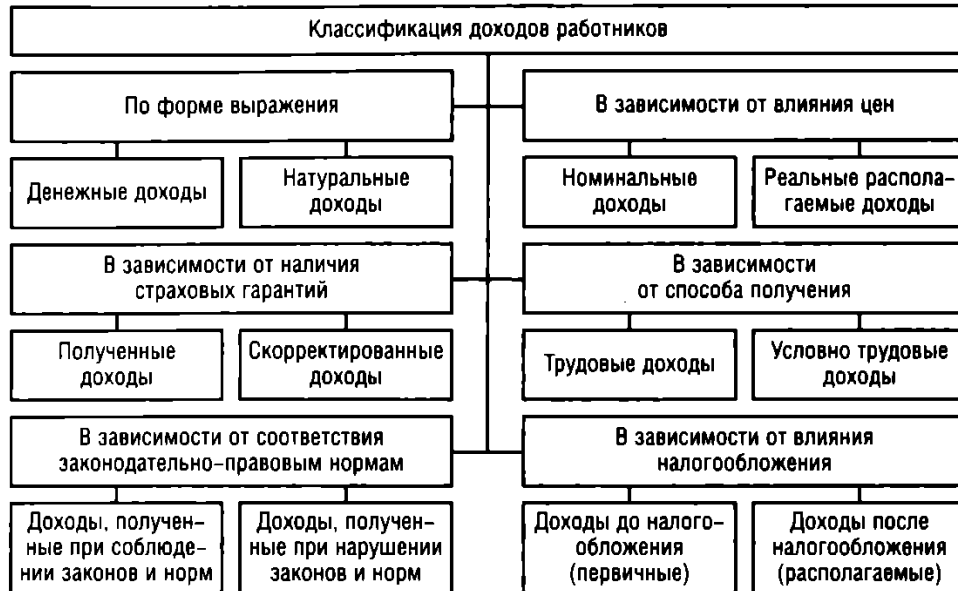 Классификация доходов работников
По форме выражения
В зависимости от влияния цен
Денежные доходы
Натуральные
доходы
Номинальные
доходы
Реальные распола-
гаемые доходы
В зависимости от наличия
страховых гарантий
В зависимости
от способа получения
Полученные
доходы
Скорректированные
доходы
Трудовые доходы
Условно трудовые
доходы
В зависимости от соответствия
законодательно-правовым нормам
В зависимости от влияния
налогообложения
Доходы, получен-
ные при соблюде-
нии законов и норм
Доходы, получен-
ные при нарушении
законов и норм
Доходы до налого-
обложения
(первичные)
Доходы после
налогообложения
(располагаемые)